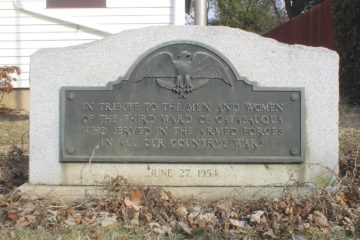 IN TRIBUTE TO THE MEN AND WOMEN
OF THE THIRD WARD OF CATASAUQUA
WHO SERVED IN THE ARMED FORCES
IN ALL OUR COUNTRYS WARS
JUNE 27, 1954